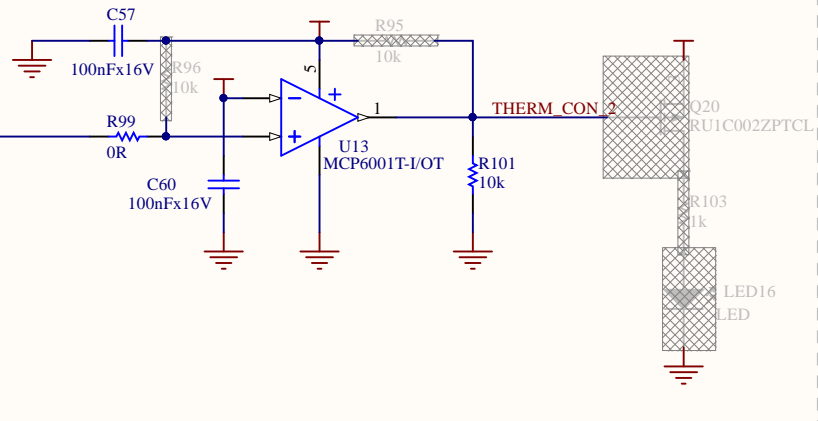 C57
100nFx16V
R96
10k
R95
10k
5
R99
0R
1
THERM_CON_2
U13
MCP6001T-I/OT
C60
100nFx16V
R101
10k
Q20
RU1C002ZPTCL
R103
1k
LED16
LED